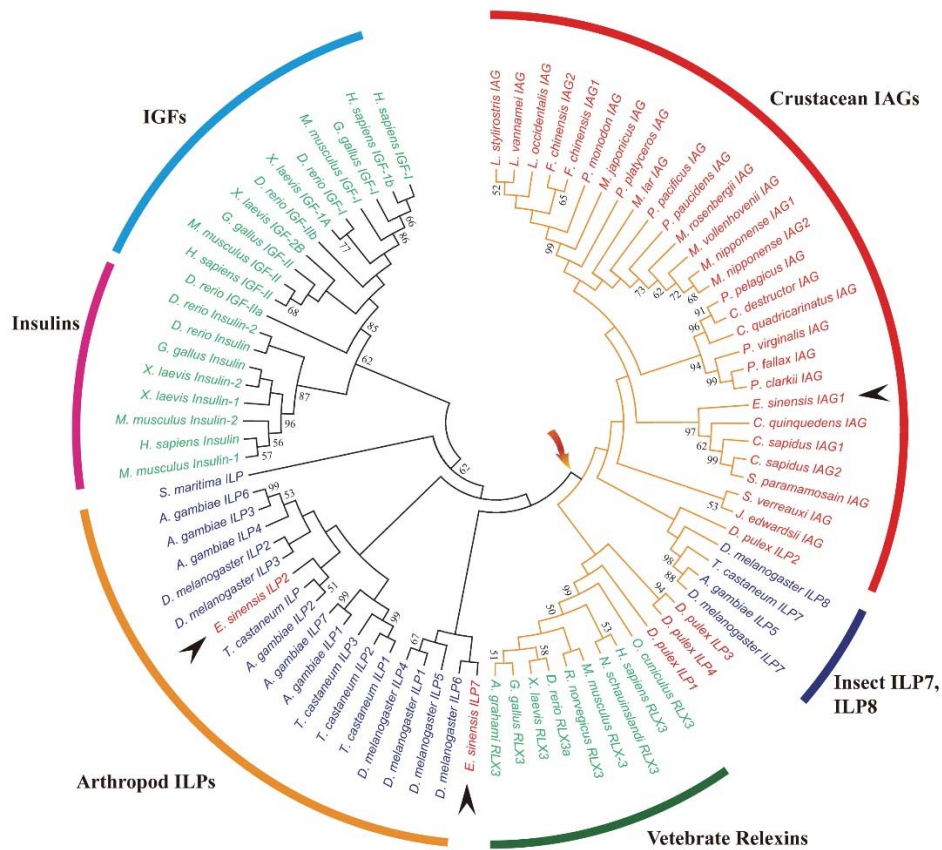 IGFs
Insulins
Arthropod ILPs
Crustacean IAGs
Insect ILP7,
ILP8
Vetebrate Relexins
L. stylirostris IAG
L. vannamei IAG
L. occidentalis IAG
F. chinensis IAG2
F. chinensis IAG1
P. monodon IAG
M. japonicus IAG
P. platyceros IAG
M. lar IAG
P. pacificus IAG
P. paucidens IAG
M. rosenbergii IAG
M. vollenhovenii IAG
M. nipponense IAG1
M. nipponense IAG2
P. pelagicus IAG
C. destructor IAG
C. quadricarinatus IAG
P. virginalis IAG
P. fallax IAG
P. clarkii IAG
E. sinensis IAG1
C. quinquedens IAG
C. sapidus IAG1
C. sapidus IAG2
S. paramamosain IAG
S. verreauxi IAG
J. edwardsii IAG
D. pulex ILP2
D. melanogaster ILP8
T. castaneum ILP7
A. gambiae ILP5
D. melanogaster ILP7
D. pulex ILP3
D. pulex ILP4
D. pulex ILP1
O. cuniculus RLX3
H. sapiens RLX3
N. schauinslandi RLX3
M. musculus RLX-3
R. norvegicus RLX3
D. rerio RLX3a
X. laevis RLX3
G. gallus RLX3
A. grahami RLX3
E. sinensis ILP7
D. melanogaster ILP6
D. melanogaster ILP5
D. melanogaster ILP1
D. melanogaster ILP4
T. castaneum ILP1
T. castaneum ILP2
T. castaneum ILP3
A. gambiae ILP1
A. gambiae ILP7
A. gambiae ILP2
T. castaneum ILP
E. sinensis ILP2
D. melanogaster ILP3
D. melanogaster ILP2
A. gambiae ILP4
A. gambiae ILP3
A. gambiae ILP6
S. maritima ILP
M. musculus Insulin-1
H. sapiens Insulin
M. musculus Insulin-2
X. laevis Insulin-1
X. laevis Insulin-2
G. gallus Insulin
D. rerio Insulin
D. rerio Insulin-2
D. rerio IGF-IIa
H. sapiens IGF-II
M. musculus IGF-II
G. gallus IGF-II
X. laevis IGF-2B
D. rerio IGF-IIb
X. laevis IGF-1A
D. rerio IGF-I
M. musculus IGF-I
G. gallus IGF-I
H. sapiens IGF-1b
H. sapiens IGF-I
52
65
99
73
62
72
68
91
96
94
99
97
62
99
53
98
88
94
99
50
53
58
51
67
99
99
51
53
99
57
56
96
87
62
85
68
77
86
66
62